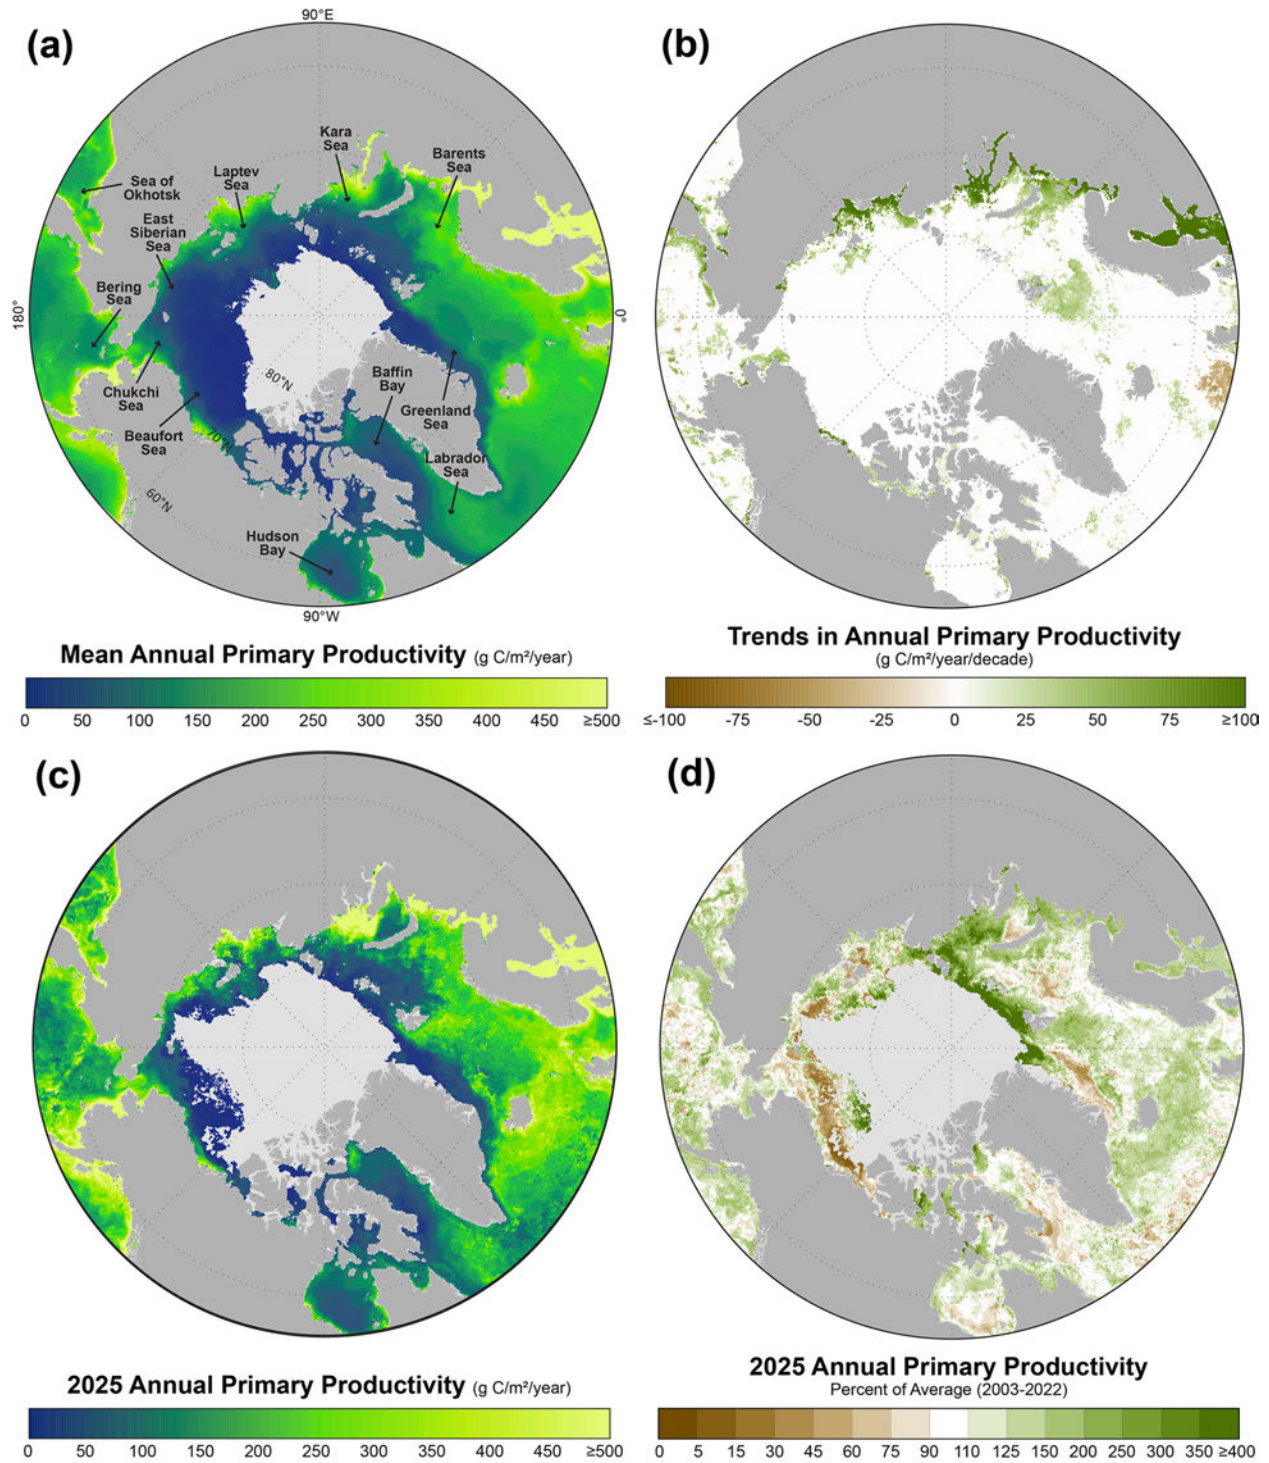 (a)
90°E
Kara
Sea
Barents
Sea
Laptev
Sea
Sea of
Okhotsk
East
Siberian
Sea
Bering
Sea
180°
0°
80°N
Baffin
Bay
Chukchi
Sea
Greenland
Sea
Beaufort
Sea
70°N
Labrador
Sea
60°N
Hudson
Bay
90°W
Mean Annual Primary Productivity (g C/m²/year)
0 50 100 150 200 250 300 350 400 450 ≥500
(b)
Trends in Annual Primary Productivity
(g C/m²/year/decade)
≤-100 -75 -50 -25 0 25 50 75 ≥100
(c)
2025 Annual Primary Productivity (g C/m²/year)
0 50 100 150 200 250 300 350 400 450 ≥500
(d)
2025 Annual Primary Productivity
Percent of Average (2003-2022)
0 5 15 30 45 60 75 90 110 125 150 200 250 300 350 ≥400